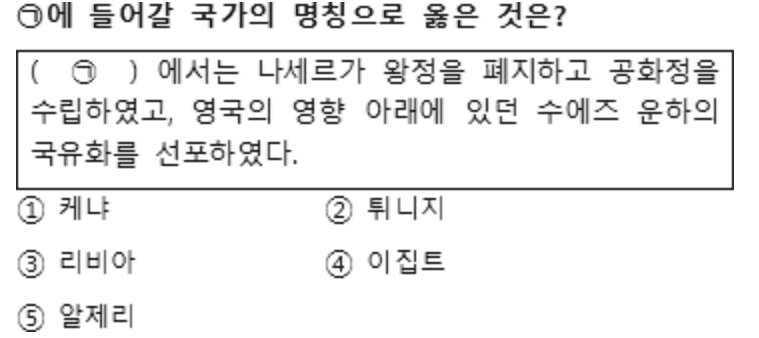 ㉠에 들어갈 국가의 명칭으로 옳은 것은?
( ㉠ ) 에서는 나세르가 왕정을 폐지하고 공화정을
수립하였고, 영국의 영향 아래에 있던 수에즈 운하의
국유화를 선포하였다.
① 케냐 ② 튀니지
③ 리비아 ④ 이집트
⑤ 알제리